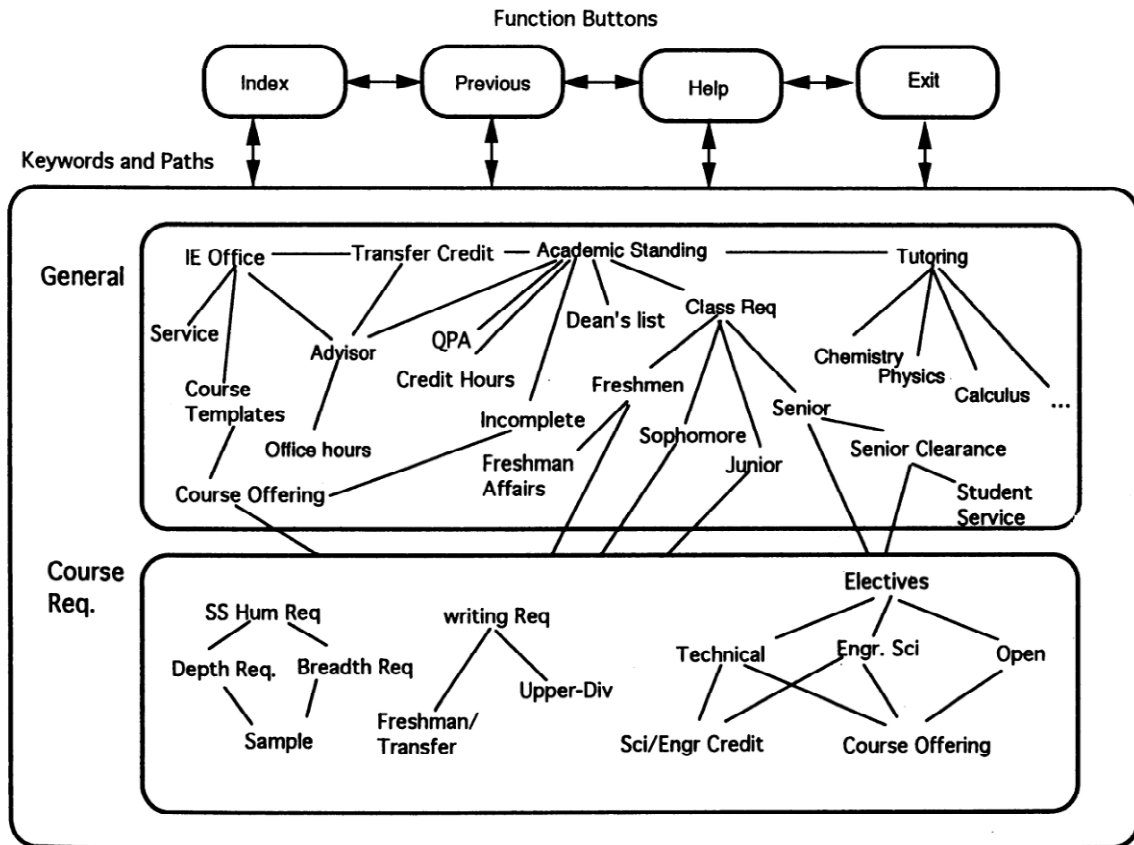 Function Buttons
Index
Previous
Help
Exit
Keywords and Paths
General
IE Office
Transfer Credit
Academic Standing
Tutoring
Service
Advisor
QPA
Dean's list
Class Req
Chemistry
Physics
Calculus
...
Course
Templates
Credit Hours
Freshmen
Senior
Office hours
Incomplete
Sophomore
Junior
Senior Clearance
Course Offering
Freshman
Affairs
Student
Service
Course
Req.
SS Hum Req
writing Req
Electives
Depth Req.
Breadth Req
Technical
Engr. Sci
Open
Upper-Div
Sample
Freshman/
Transfer
Sci/Engr Credit
Course Offering